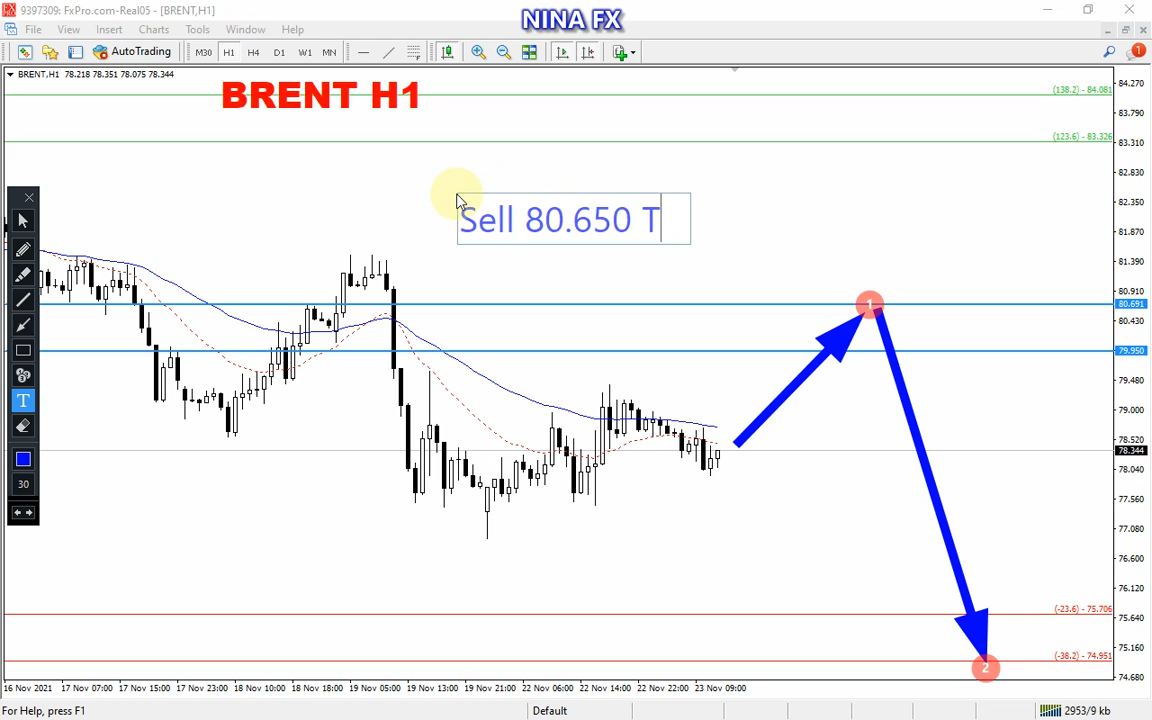 9397309: FxPro.com-Real05 - [BRENT,H1]
NINA FX
File View Insert Charts Tools Window Help
AutoTrading M30 H1 H4 D1 W1 MN
1
BRENT,H1 78.218 78.351 78.075 78.344
BRENT H1
84.270
(138.2) - 84.081
83.790
(123.6) - 83.326
83.310
82.830
82.350
Sell 80.650 T
81.870
81.390
80.910
80.691
1
80.430
79.950
79.480
79.000
78.520
78.344
78.040
77.560
77.080
76.600
76.120
(-23.6) - 75.706
75.640
75.160
(-38.2) - 74.951
2
74.680
3
T
30
16 Nov 2021 17 Nov 07:00 17 Nov 15:00 17 Nov 23:00 18 Nov 10:00 18 Nov 18:00 19 Nov 05:00 19 Nov 13:00 19 Nov 21:00 22 Nov 06:00 22 Nov 14:00 22 Nov 22:00 23 Nov 09:00
For Help, press F1 Default 2953/9 kb